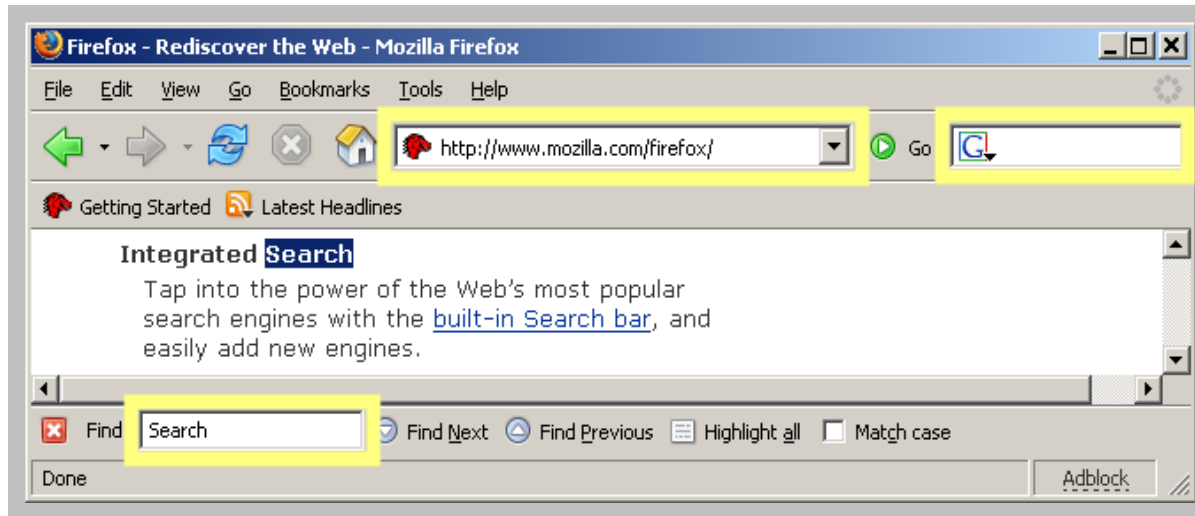 Firefox - Rediscover the Web - Mozilla Firefox
File Edit View Go Bookmarks Tools Help
http://www.mozilla.com/firefox/ Go G
Getting Started Latest Headlines
Integrated Search
Tap into the power of the Web's most popular
search engines with the built-in Search bar, and
easily add new engines.
Find Search Find Next Find Previous Highlight all Match case
Done Adblock